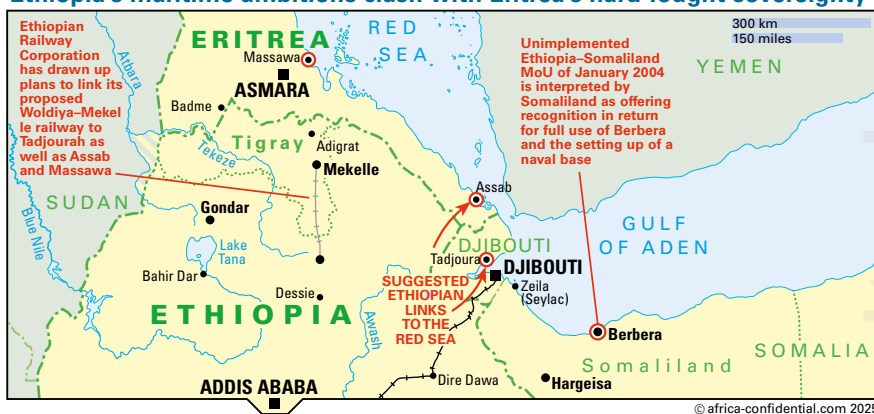 Ethiopia's maritime ambitions clash with Eritrea's hard-fought sovereignty
Ethiopian
Railway
Corporation
has drawn up
plans to link its
proposed
Woldiya–Mekel
le railway to
Tadjourah as
well as Assab
and Massawa
Atbara
ERITREA
Massawa
ASMARA
RED
SEA
Unimplemented
Ethiopia–Somaliland
MoU of January 2004
is interpreted by
Somaliland as offering
recognition in return
for full use of Berbera
and the setting up of a
naval base
300 km
150 miles
YEMEN
Badme
Tigray
Adigrat
Tekeze
Mekelle
SUDAN
Blue Nile
Gondar
Lake
Tana
Bahir Dar
Dessie
ETHIOPIA
Awash
Assab
DJIBOUTI
Tadjoura
DJIBOUTI
Zeila
(Seylac)
SUGGESTED
ETHIOPIAN
LINKS
TO THE
RED SEA
GULF
OF ADEN
Berbera
Somaliland
SOMALIA
Dire Dawa
Hargeisa
ADDIS ABABA
© africa-confidential.com 2025